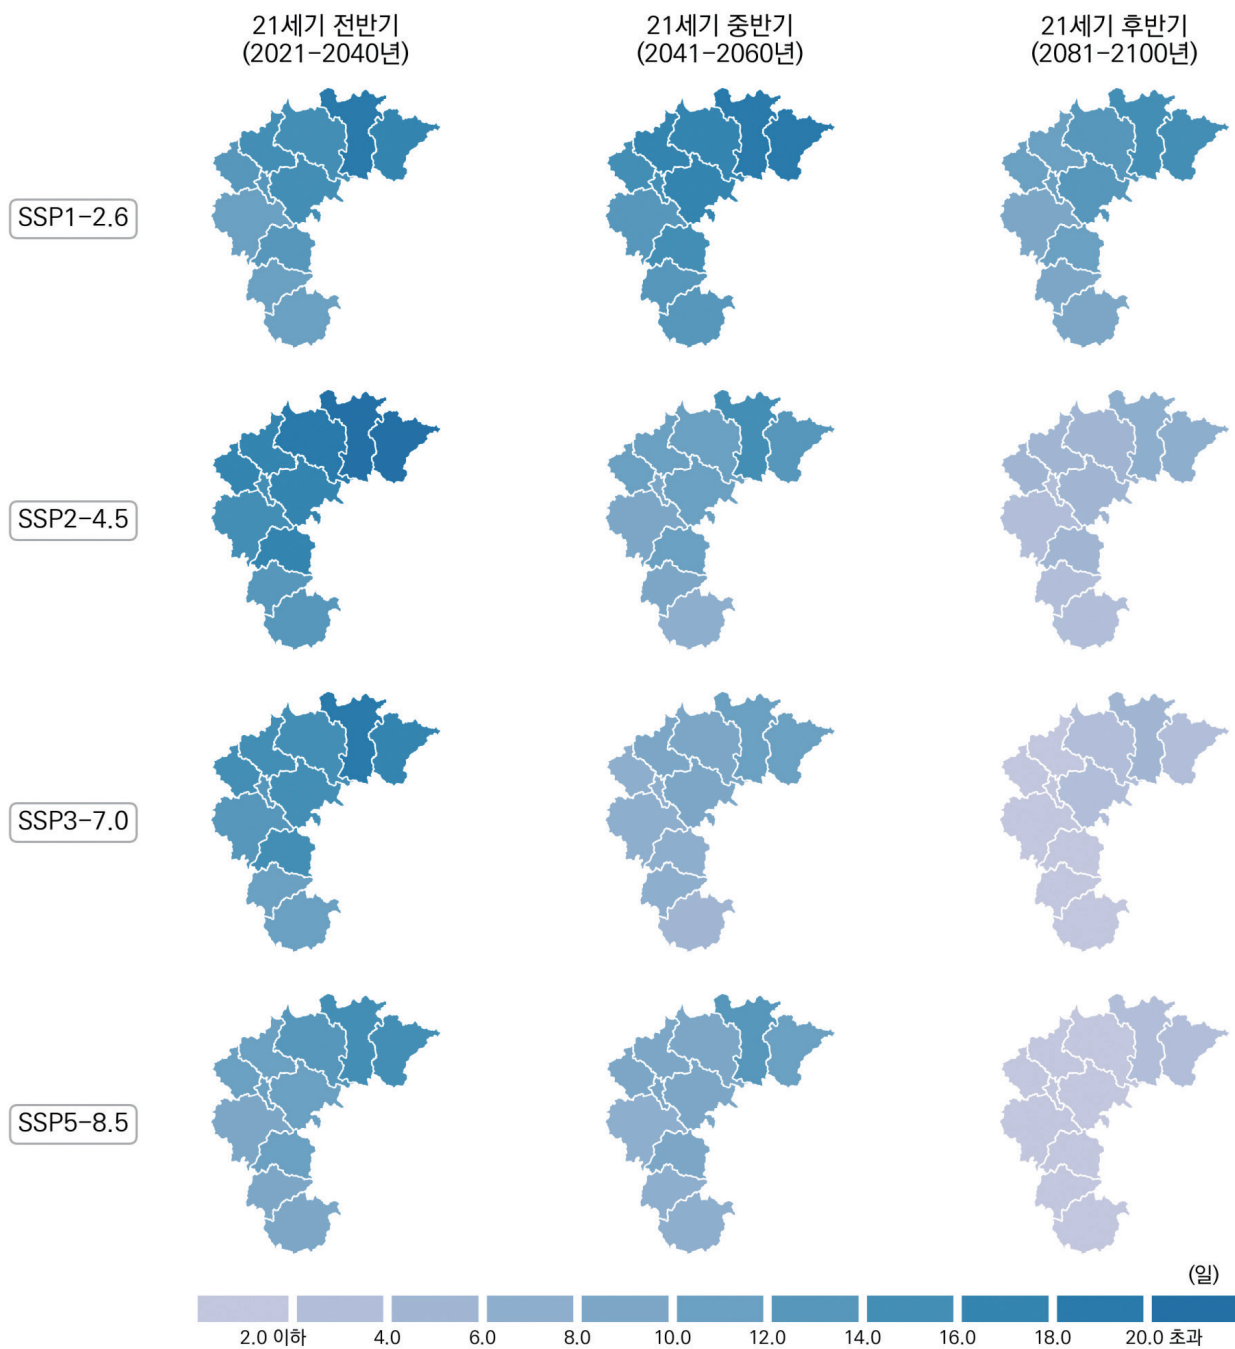 21세기 전반기
(2021-2040년)
21세기 중반기
(2041-2060년)
21세기 후반기
(2081-2100년)
SSP1-2.6
SSP2-4.5
SSP3-7.0
SSP5-8.5
(일)
2.0 이하 4.0 6.0 8.0 10.0 12.0 14.0 16.0 18.0 20.0 초과